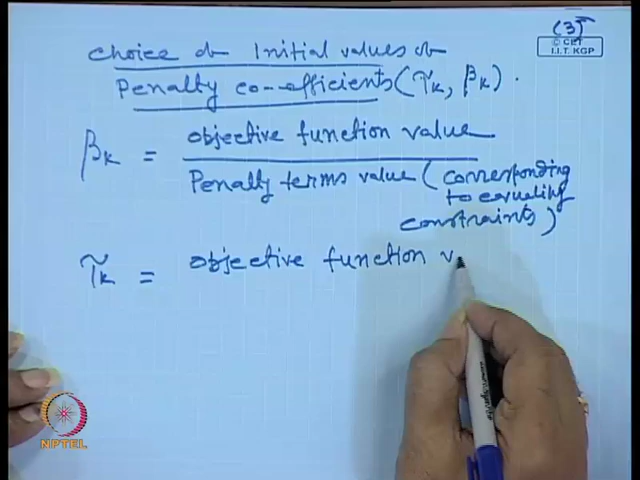 (3)
© CET
I.I.T. KGP
choice of Initial values of
Penalty co-efficients (γk, βk).
βk = objective function value
Penalty terms value (corresponding
to equality
constraints)
γk = objective function v
NPTEL